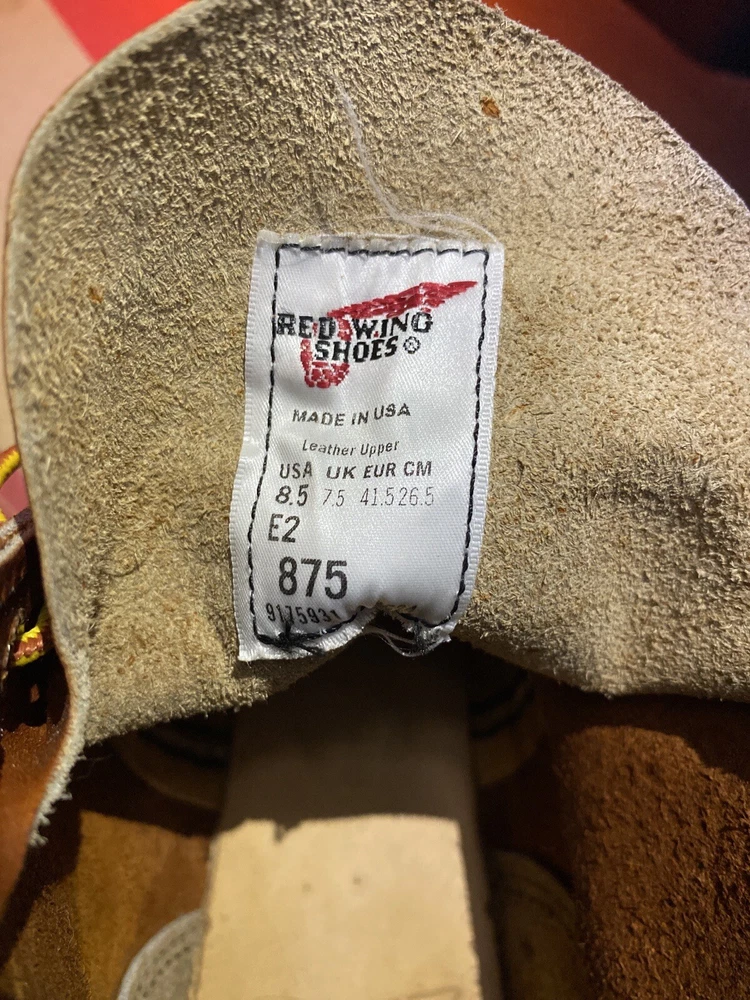 RED WING
SHOES ®
MADE IN USA
Leather Upper
USA UK EUR CM
8.5 7.5 41.5 26.5
E2
875
9175931